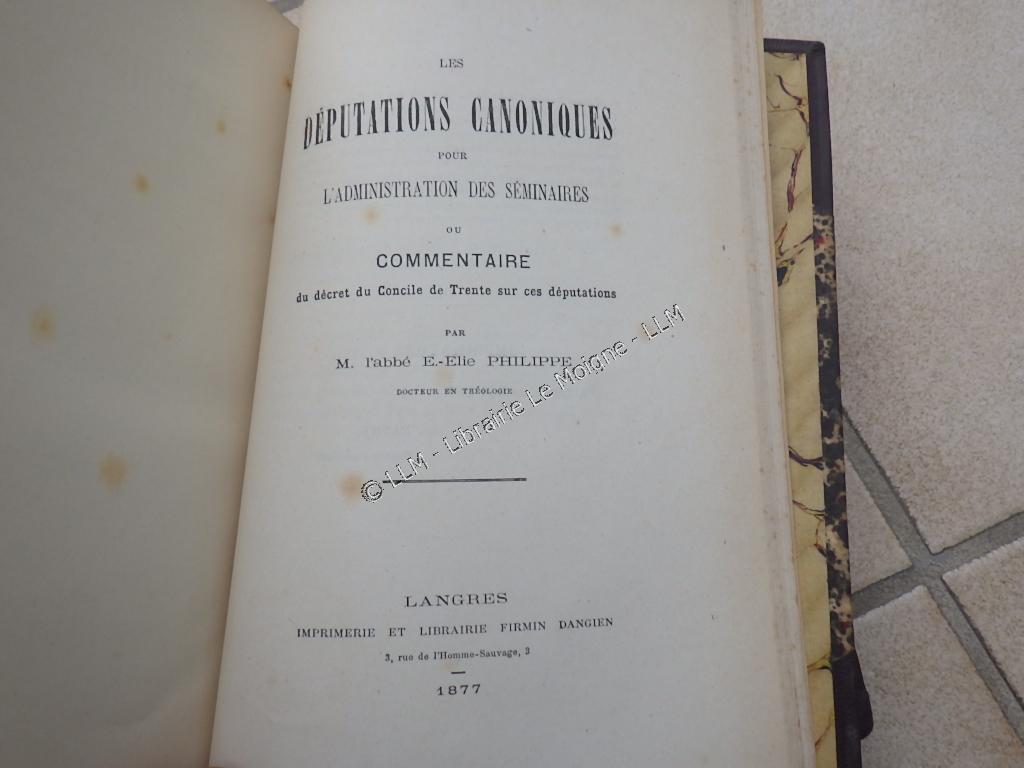 LES
DÉPUTATIONS CANONIQUES
POUR
L'ADMINISTRATION DES SÉMINAIRES
OU
COMMENTAIRE
du décret du Concile de Trente sur ces députations
PAR
M. l'abbé E.-Elie PHILIPPE
DOCTEUR EN THÉOLOGIE
© LLM - Librairie Le Moigne - LLM
LANGRES
IMPRIMERIE ET LIBRAIRIE FIRMIN DANGIEN
3, rue de l'Homme-Sauvage, 3
1877